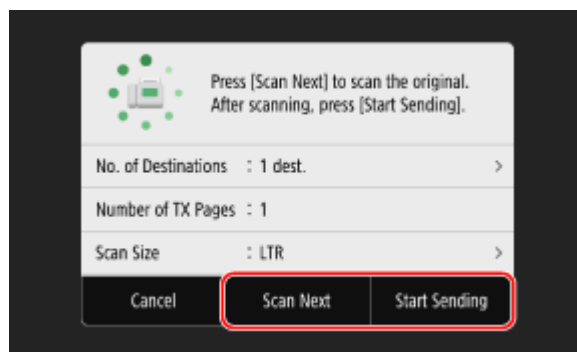 Press [Scan Next] to scan the original.
After scanning, press [Start Sending].
No. of Destinations : 1 dest. >
Number of TX Pages : 1
Scan Size : LTR >
Cancel Scan Next Start Sending